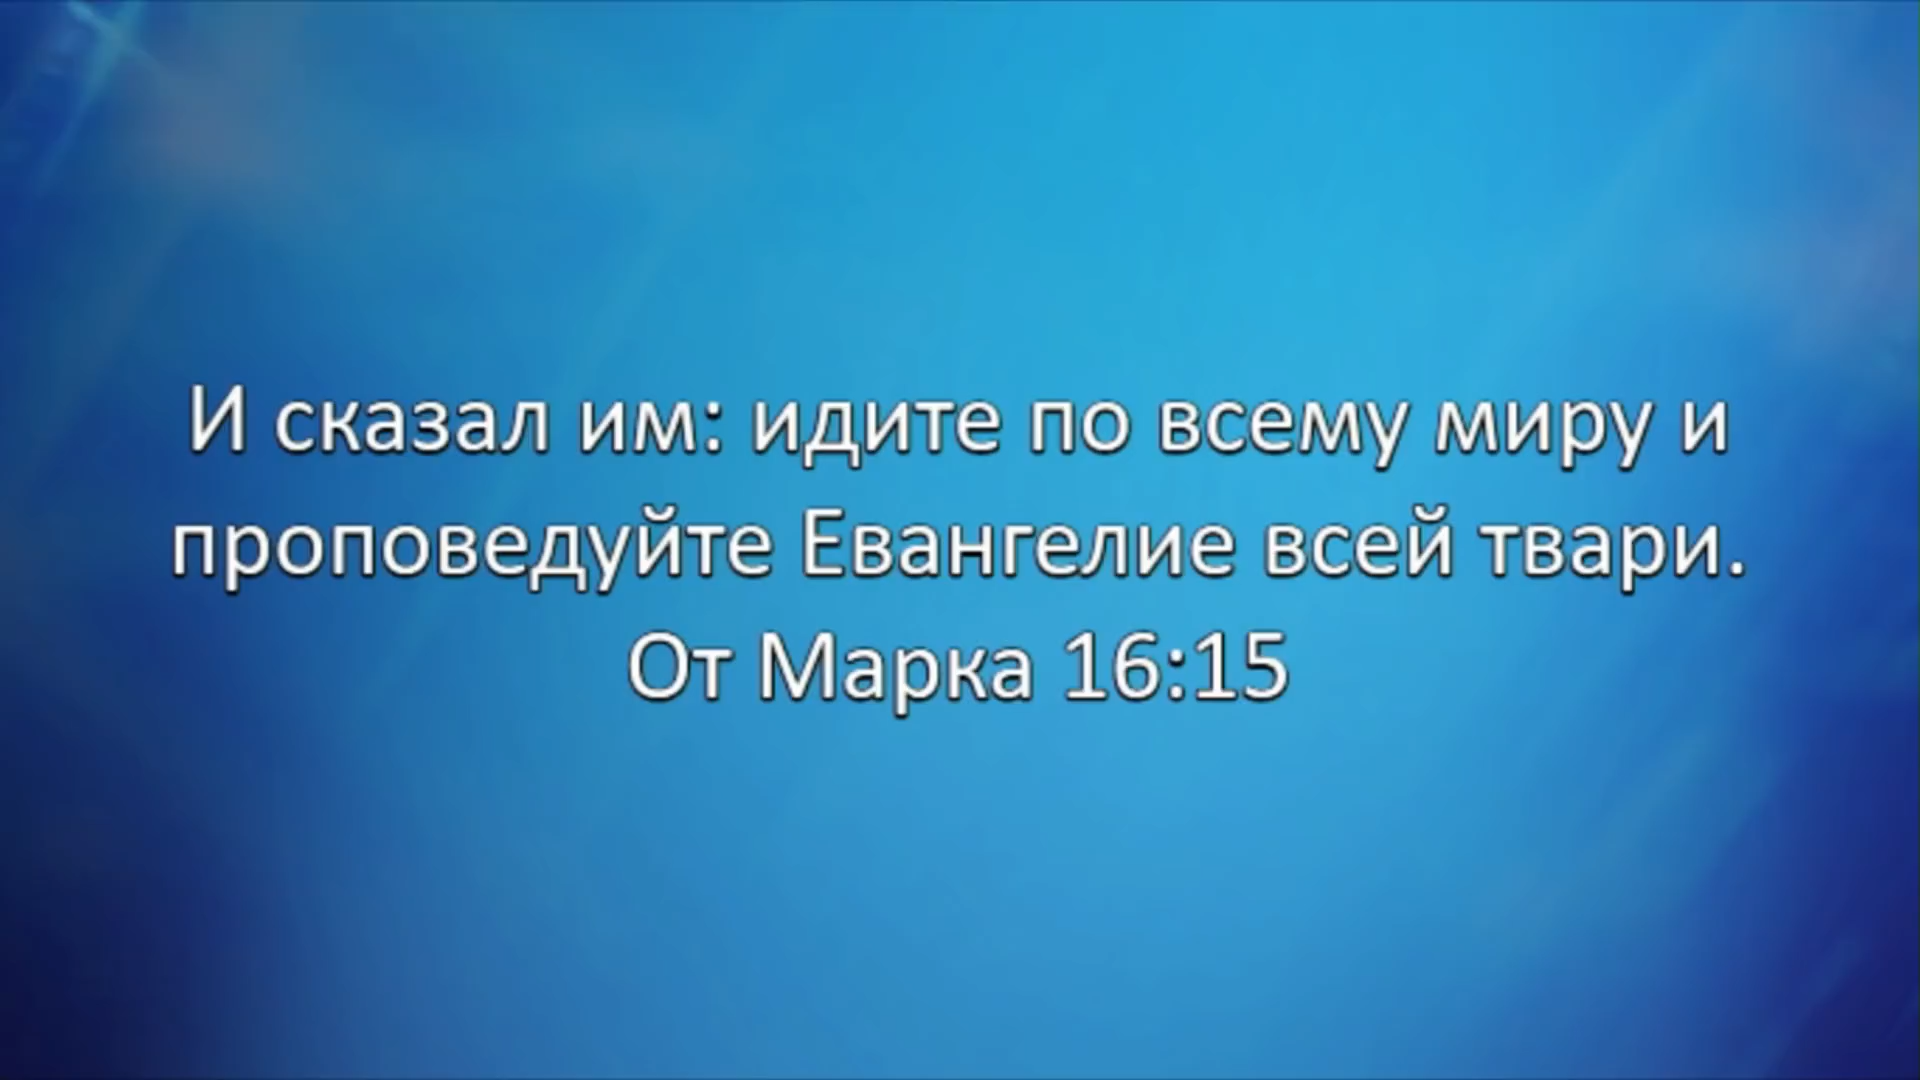 И сказал им: идите по всему миру и
проповедуйте Евангелие всей твари.
От Марка 16:15